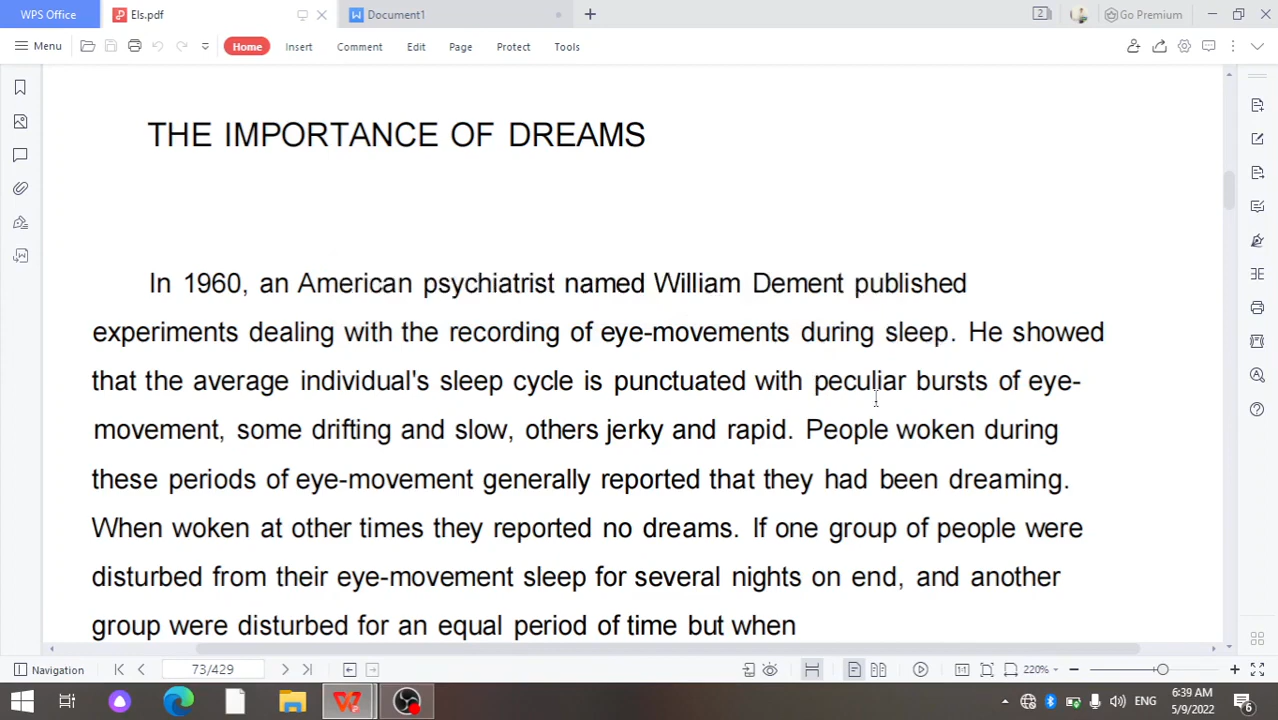 WPS Office
Els.pdf
Document1
Go Premium
Menu
Home
Insert
Comment
Edit
Page
Protect
Tools
THE IMPORTANCE OF DREAMS
In 1960, an American psychiatrist named William Dement published
experiments dealing with the recording of eye-movements during sleep. He showed
that the average individual's sleep cycle is punctuated with peculiar bursts of eye-
movement, some drifting and slow, others jerky and rapid. People woken during
these periods of eye-movement generally reported that they had been dreaming.
When woken at other times they reported no dreams. If one group of people were
disturbed from their eye-movement sleep for several nights on end, and another
group were disturbed for an equal period of time but when
Navigation
73/429
220%
ENG
6:39 AM
5/9/2022
6